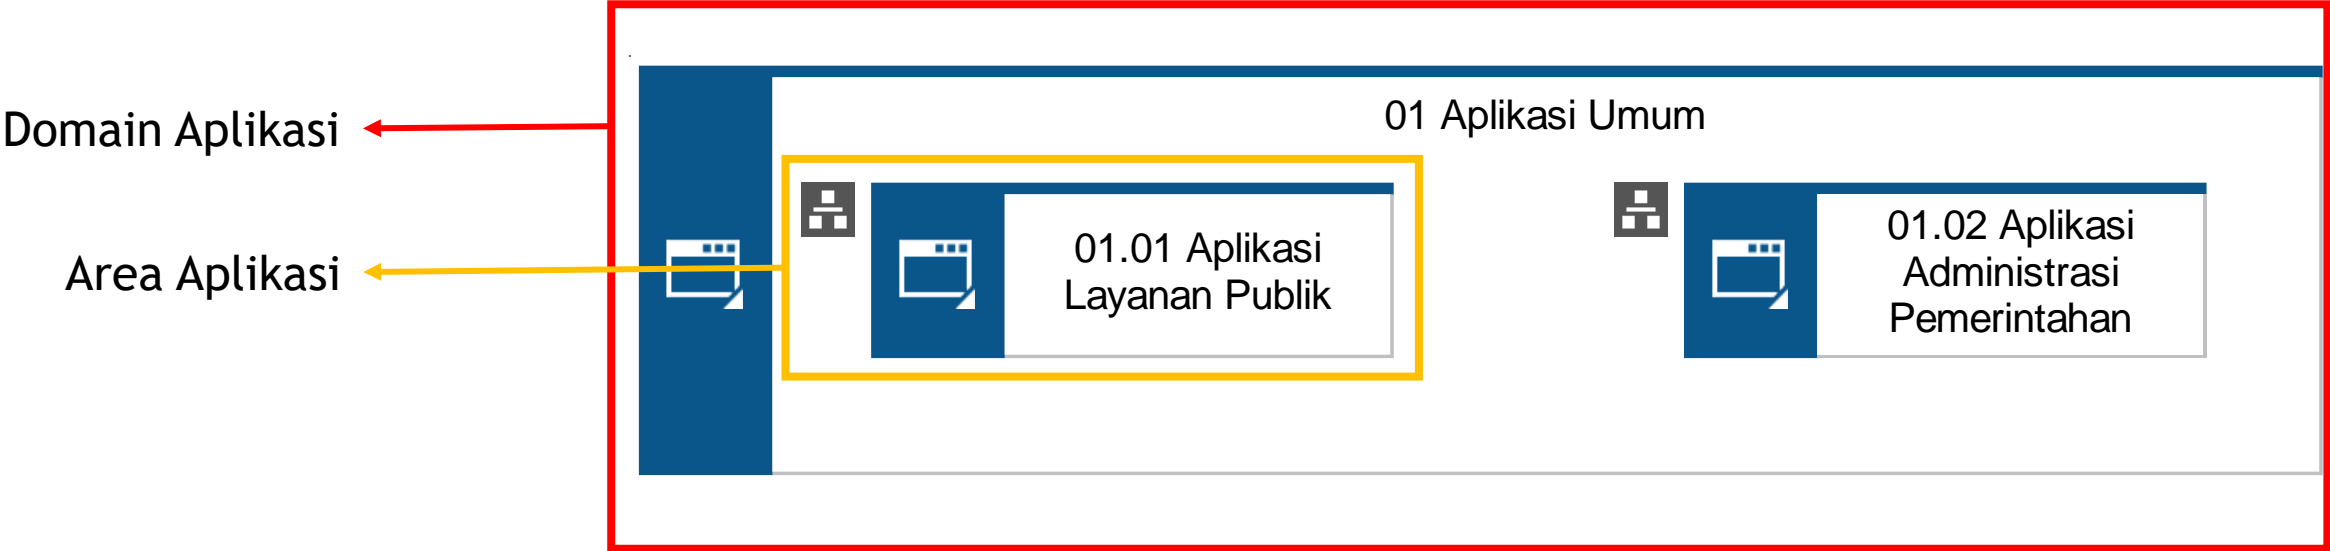 Domain Aplikasi
01 Aplikasi Umum
Area Aplikasi
01.01 Aplikasi
Layanan Publik
01.02 Aplikasi
Administrasi
Pemerintahan